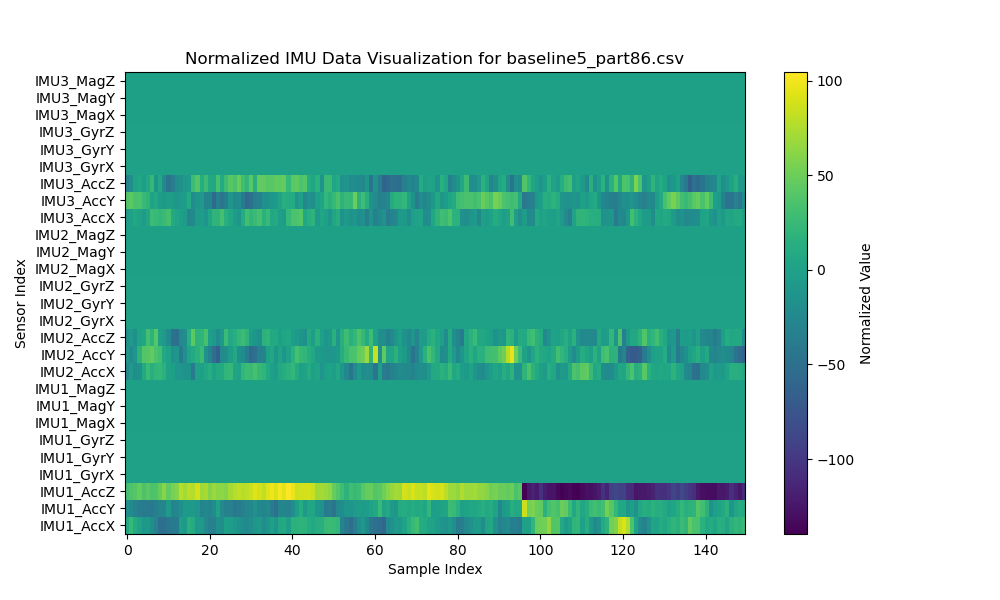 Normalized IMU Data Visualization for baseline5_part86.csv
IMU3_MagZ
IMU3_MagY
IMU3_MagX
IMU3_GyrZ
IMU3_GyrY
IMU3_GyrX
IMU3_AccZ
IMU3_AccY
IMU3_AccX
IMU2_MagZ
IMU2_MagY
IMU2_MagX
IMU2_GyrZ
IMU2_GyrY
IMU2_GyrX
IMU2_AccZ
IMU2_AccY
IMU2_AccX
IMU1_MagZ
IMU1_MagY
IMU1_MagX
IMU1_GyrZ
IMU1_GyrY
IMU1_GyrX
IMU1_AccZ
IMU1_AccY
IMU1_AccX
Sensor Index
0 20 40 60 80 100 120 140
Sample Index
100
50
0
−50
−100
Normalized Value